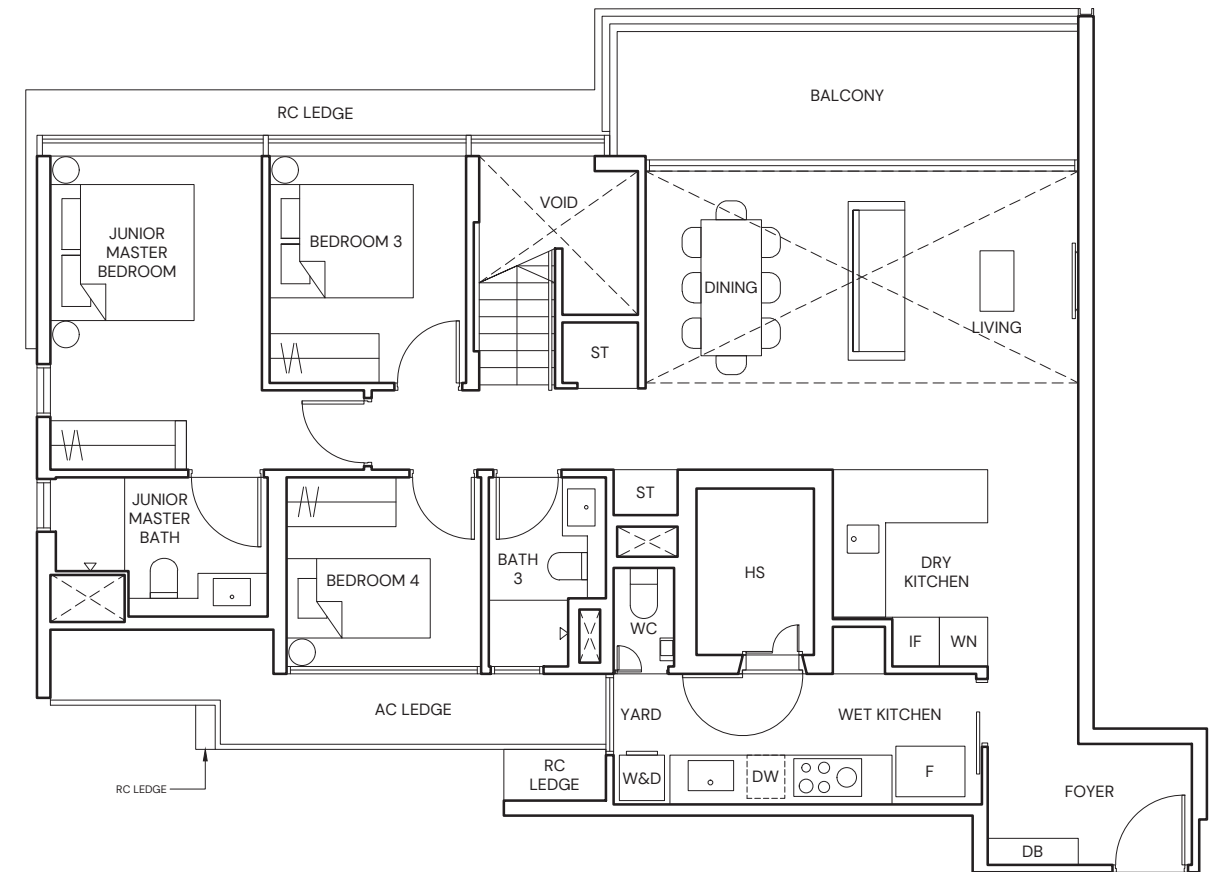 BALCONY
RC LEDGE
VOID
JUNIOR
MASTER
BEDROOM
BEDROOM 3
DINING
LIVING
ST
ST
JUNIOR
MASTER
BATH
BATH
3
BEDROOM 4
HS
DRY
KITCHEN
WC
IF
WN
AC LEDGE
YARD
WET KITCHEN
RC
LEDGE
W&D
DW
F
RC LEDGE
FOYER
DB